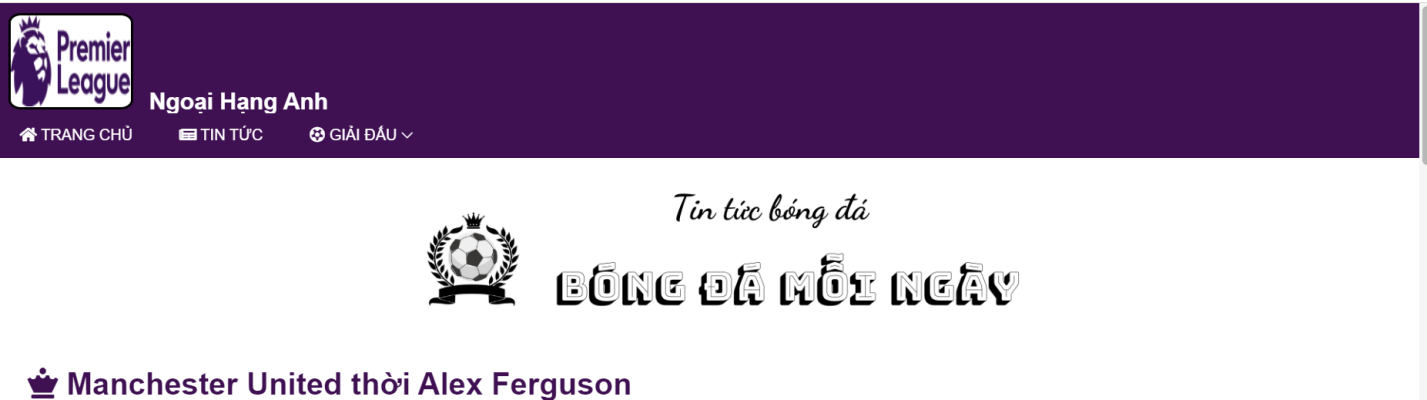 Premier
League
Ngoại Hạng Anh
TRANG CHỦ TIN TỨC GIẢI ĐẤU
Tin tức bóng đá
BÓNG ĐÁ MỖI NGÀY
Manchester United thời Alex Ferguson